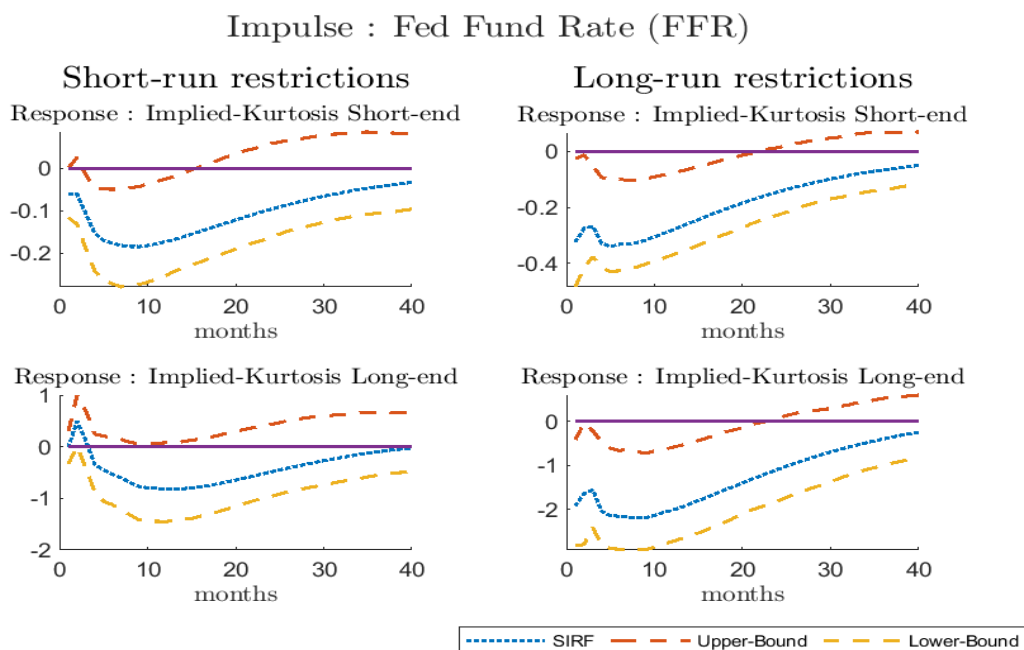 Impulse : Fed Fund Rate (FFR)
Short-run restrictions
Response : Implied-Kurtosis Short-end
0
-0.1
-0.2
0 10 20 30 40
months
Long-run restrictions
Response : Implied-Kurtosis Short-end
0
-0.2
-0.4
0 10 20 30 40
months
Response : Implied-Kurtosis Long-end
1
0
-1
-2
0 10 20 30 40
months
Response : Implied-Kurtosis Long-end
0
-1
-2
0 10 20 30 40
months
SIRF Upper-Bound Lower-Bound